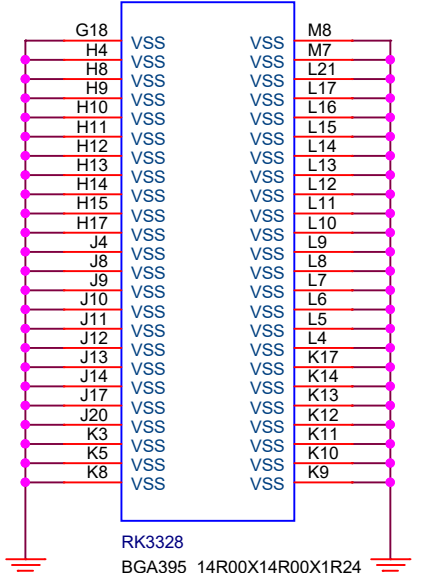 G18 VSS VSS M8
H4 VSS VSS M7
H8 VSS VSS L21
H9 VSS VSS L17
H10 VSS VSS L16
H11 VSS VSS L15
H12 VSS VSS L14
H13 VSS VSS L13
H14 VSS VSS L12
H15 VSS VSS L11
H17 VSS VSS L10
J4 VSS VSS L9
J8 VSS VSS L8
J9 VSS VSS L7
J10 VSS VSS L6
J11 VSS VSS L5
J12 VSS VSS L4
J13 VSS VSS K17
J14 VSS VSS K14
J17 VSS VSS K13
J20 VSS VSS K12
K3 VSS VSS K11
K5 VSS VSS K10
K8 VSS VSS K9
RK3328
BGA395_14R00X14R00X1R24